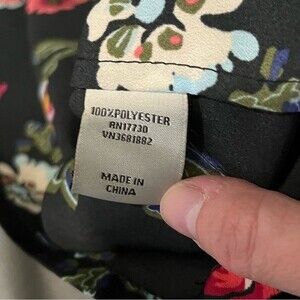 100%POLYESTER
RN17730
VN3681882
MADE IN
CHINA